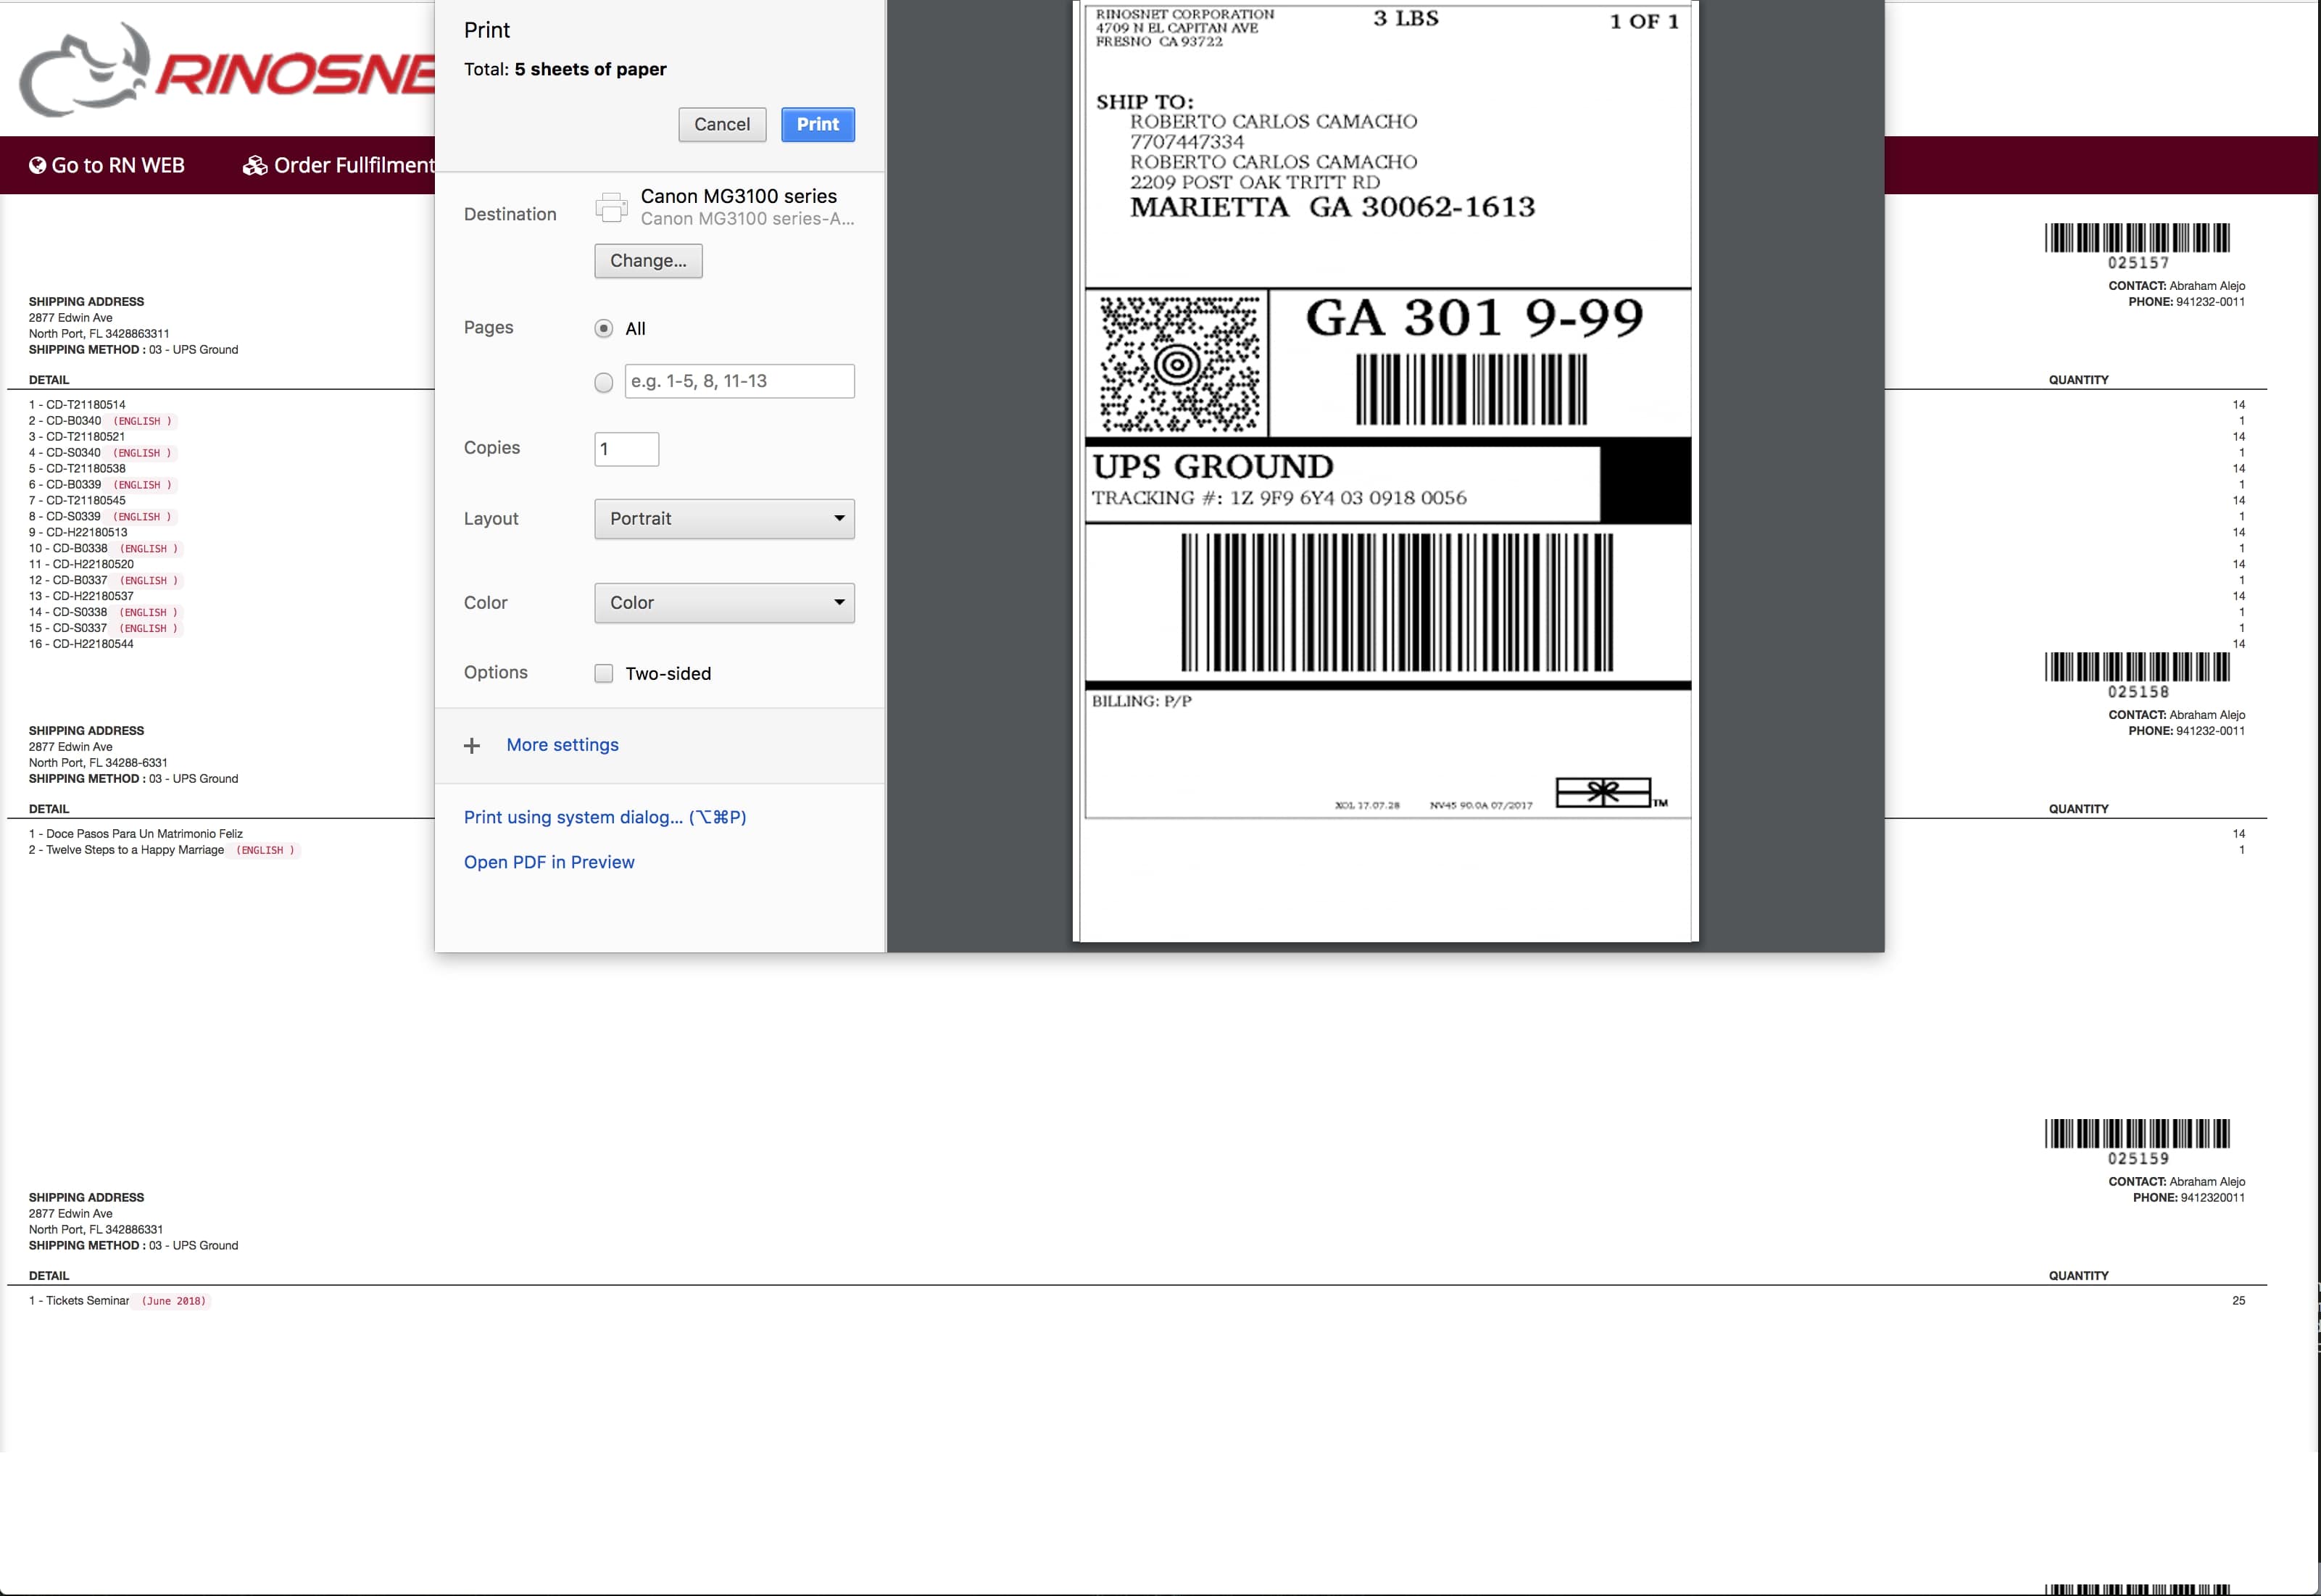 RINOSNE
Go to RN WEB
Order Fullfilment
Print
Total: 5 sheets of paper
Cancel
Print
Destination
Canon MG3100 series
Canon MG3100 series-A...
Change...
Pages
All
e.g. 1-5, 8, 11-13
Copies
1
Layout
Portrait
Color
Color
Options
Two-sided
More settings
Print using system dialog... (⌥⌘P)
Open PDF in Preview
RINOSNET CORPORATION
4709 N EL CAPITAN AVE
FRESNO CA 93722
3 LBS
1 OF 1
SHIP TO:
ROBERTO CARLOS CAMACHO
7707447334
ROBERTO CARLOS CAMACHO
2209 POST OAK TRITT RD
MARIETTA GA 30062-1613
GA 301 9-99
UPS GROUND
TRACKING #: 1Z 9F9 6Y4 03 0918 0056
BILLING: P/P
XOL 17.07.28
NV45 90.0A 07/2017
TM
025157
CONTACT: Abraham Alejo
PHONE: 941232-0011
SHIPPING ADDRESS
2877 Edwin Ave
North Port, FL 3428863311
SHIPPING METHOD : 03 - UPS Ground
DETAIL QUANTITY
1 - CD-T21180514 14
2 - CD-B0340 (ENGLISH ) 1
3 - CD-T21180521 14
4 - CD-S0340 (ENGLISH ) 1
5 - CD-T21180538 14
6 - CD-B0339 (ENGLISH ) 1
7 - CD-T21180545 14
8 - CD-S0339 (ENGLISH ) 1
9 - CD-H22180513 14
10 - CD-B0338 (ENGLISH ) 1
11 - CD-H22180520 14
12 - CD-B0337 (ENGLISH ) 1
13 - CD-H22180537 14
14 - CD-S0338 (ENGLISH ) 1
15 - CD-S0337 (ENGLISH ) 1
16 - CD-H22180544 14
025158
CONTACT: Abraham Alejo
PHONE: 941232-0011
SHIPPING ADDRESS
2877 Edwin Ave
North Port, FL 34288-6331
SHIPPING METHOD : 03 - UPS Ground
DETAIL QUANTITY
1 - Doce Pasos Para Un Matrimonio Feliz 14
2 - Twelve Steps to a Happy Marriage (ENGLISH ) 1
025159
CONTACT: Abraham Alejo
PHONE: 9412320011
SHIPPING ADDRESS
2877 Edwin Ave
North Port, FL 342886331
SHIPPING METHOD : 03 - UPS Ground
DETAIL QUANTITY
1 - Tickets Seminar (June 2018) 25